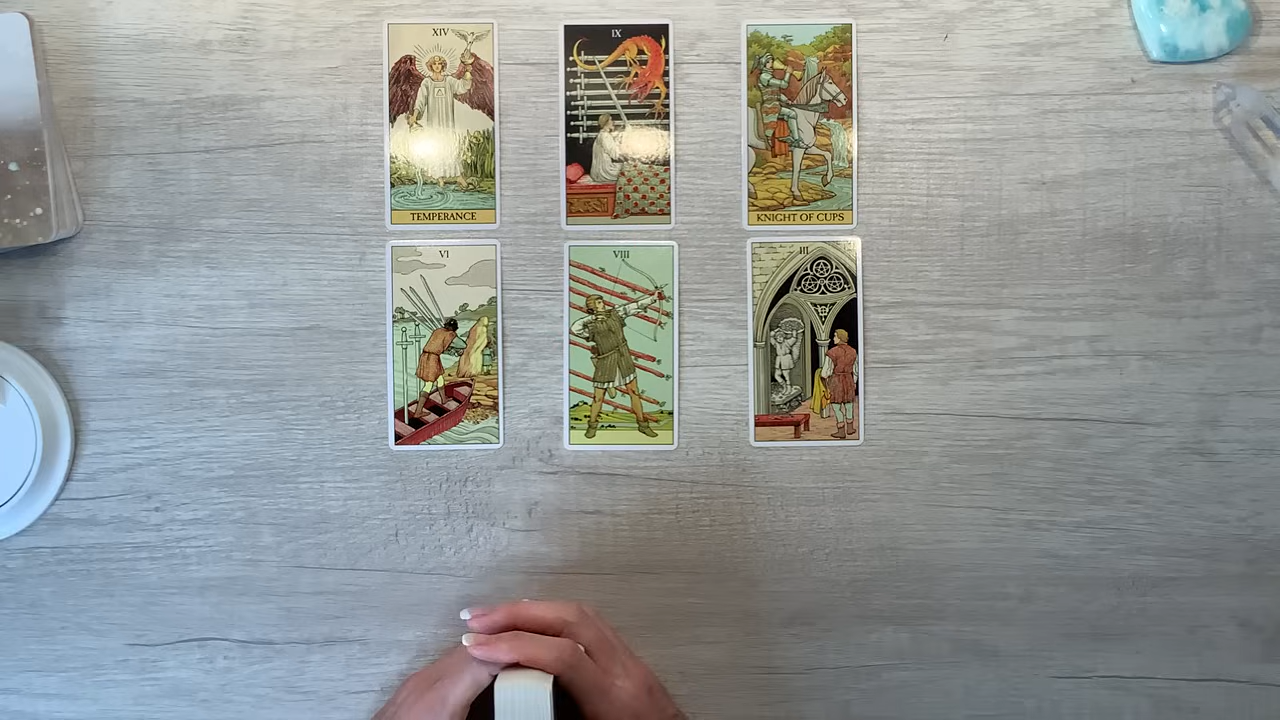 XIV
IX
TEMPERANCE
KNIGHT OF CUPS
VI
VIII
III